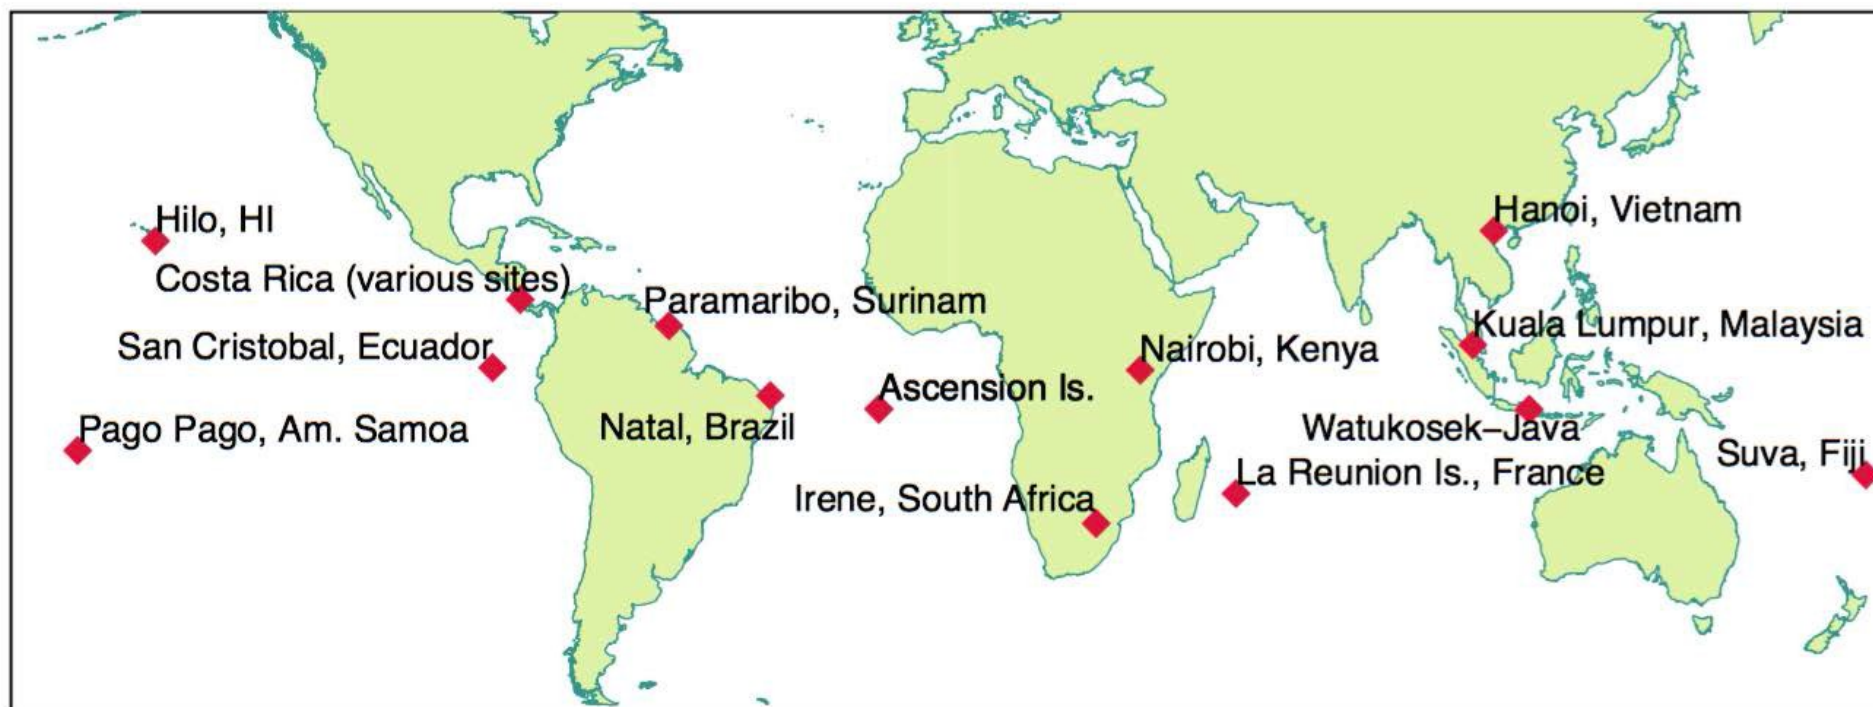 Hilo, HI
Hanoi, Vietnam
Costa Rica (various sites)
Paramaribo, Surinam
Kuala Lumpur, Malaysia
San Cristobal, Ecuador
Nairobi, Kenya
Ascension Is.
Pago Pago, Am. Samoa
Natal, Brazil
Watukosek–Java
Suva, Fiji
La Reunion Is., France
Irene, South Africa